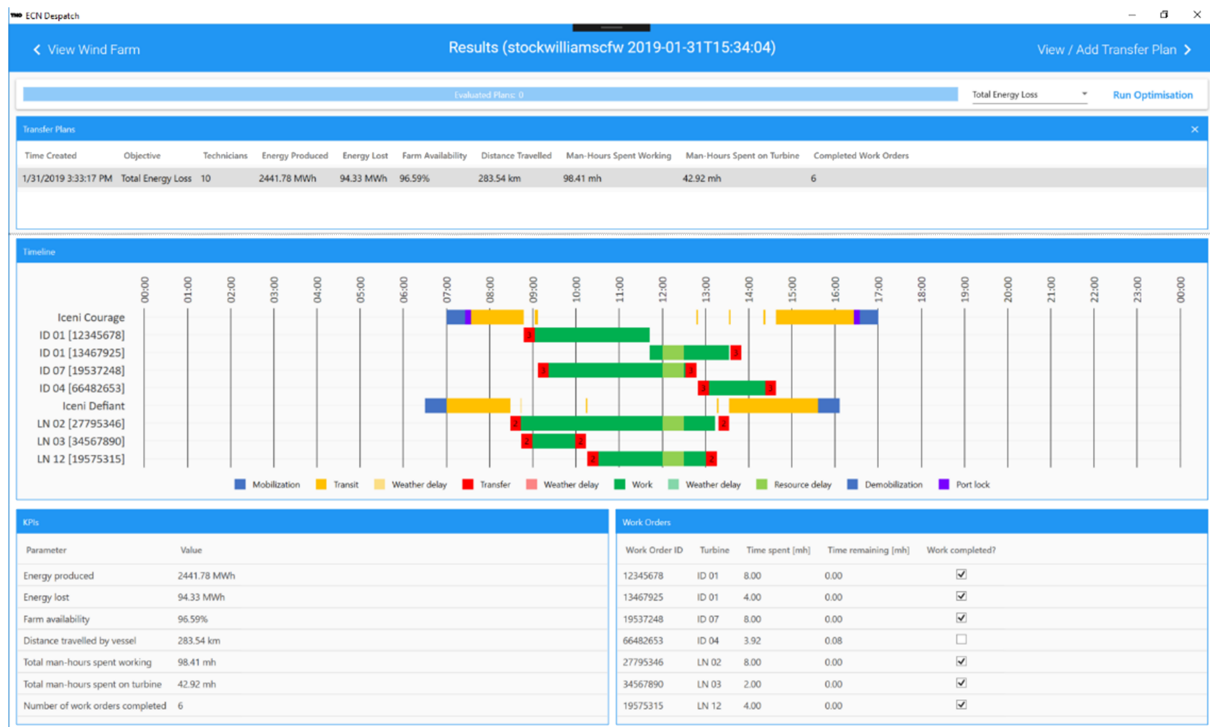 TNO ECN Despatch
View Wind Farm Results (stockwilliamscfw 2019-01-31T15:34:04) View / Add Transfer Plan
Evaluated Plans: 0 Total Energy Loss Run Optimisation
Transfer Plans
Time Created Objective Technicians Energy Produced Energy Lost Farm Availability Distance Travelled Man-Hours Spent Working Man-Hours Spent on Turbine Completed Work Orders
1/31/2019 3:33:17 PM Total Energy Loss 10 2441.78 MWh 94.33 MWh 96.59% 283.54 km 98.41 mh 42.92 mh 6
Timeline
00:00 01:00 02:00 03:00 04:00 05:00 06:00 07:00 08:00 09:00 10:00 11:00 12:00 13:00 14:00 15:00 16:00 17:00 18:00 19:00 20:00 21:00 22:00 23:00 00:00
Iceni Courage
ID 01 [12345678] 3
ID 01 [13467925] 3
ID 07 [19537248] 3 3
ID 04 [66482653] 3 3
Iceni Defiant
LN 02 [27795346] 2 2
LN 03 [34567890] 2 2
LN 12 [19575315] 2 2
Mobilization Transit Weather delay Transfer Weather delay Work Weather delay Resource delay Demobilization Port lock
KPIs
Parameter Value
Energy produced 2441.78 MWh
Energy lost 94.33 MWh
Farm availability 96.59%
Distance travelled by vessel 283.54 km
Total man-hours spent working 98.41 mh
Total man-hours spent on turbine 42.92 mh
Number of work orders completed 6
Work Orders
Work Order ID Turbine Time spent [mh] Time remaining [mh] Work completed?
12345678 ID 01 8.00 0.00
13467925 ID 01 4.00 0.00
19537248 ID 07 8.00 0.00
66482653 ID 04 3.92 0.08
27795346 LN 02 8.00 0.00
34567890 LN 03 2.00 0.00
19575315 LN 12 4.00 0.00